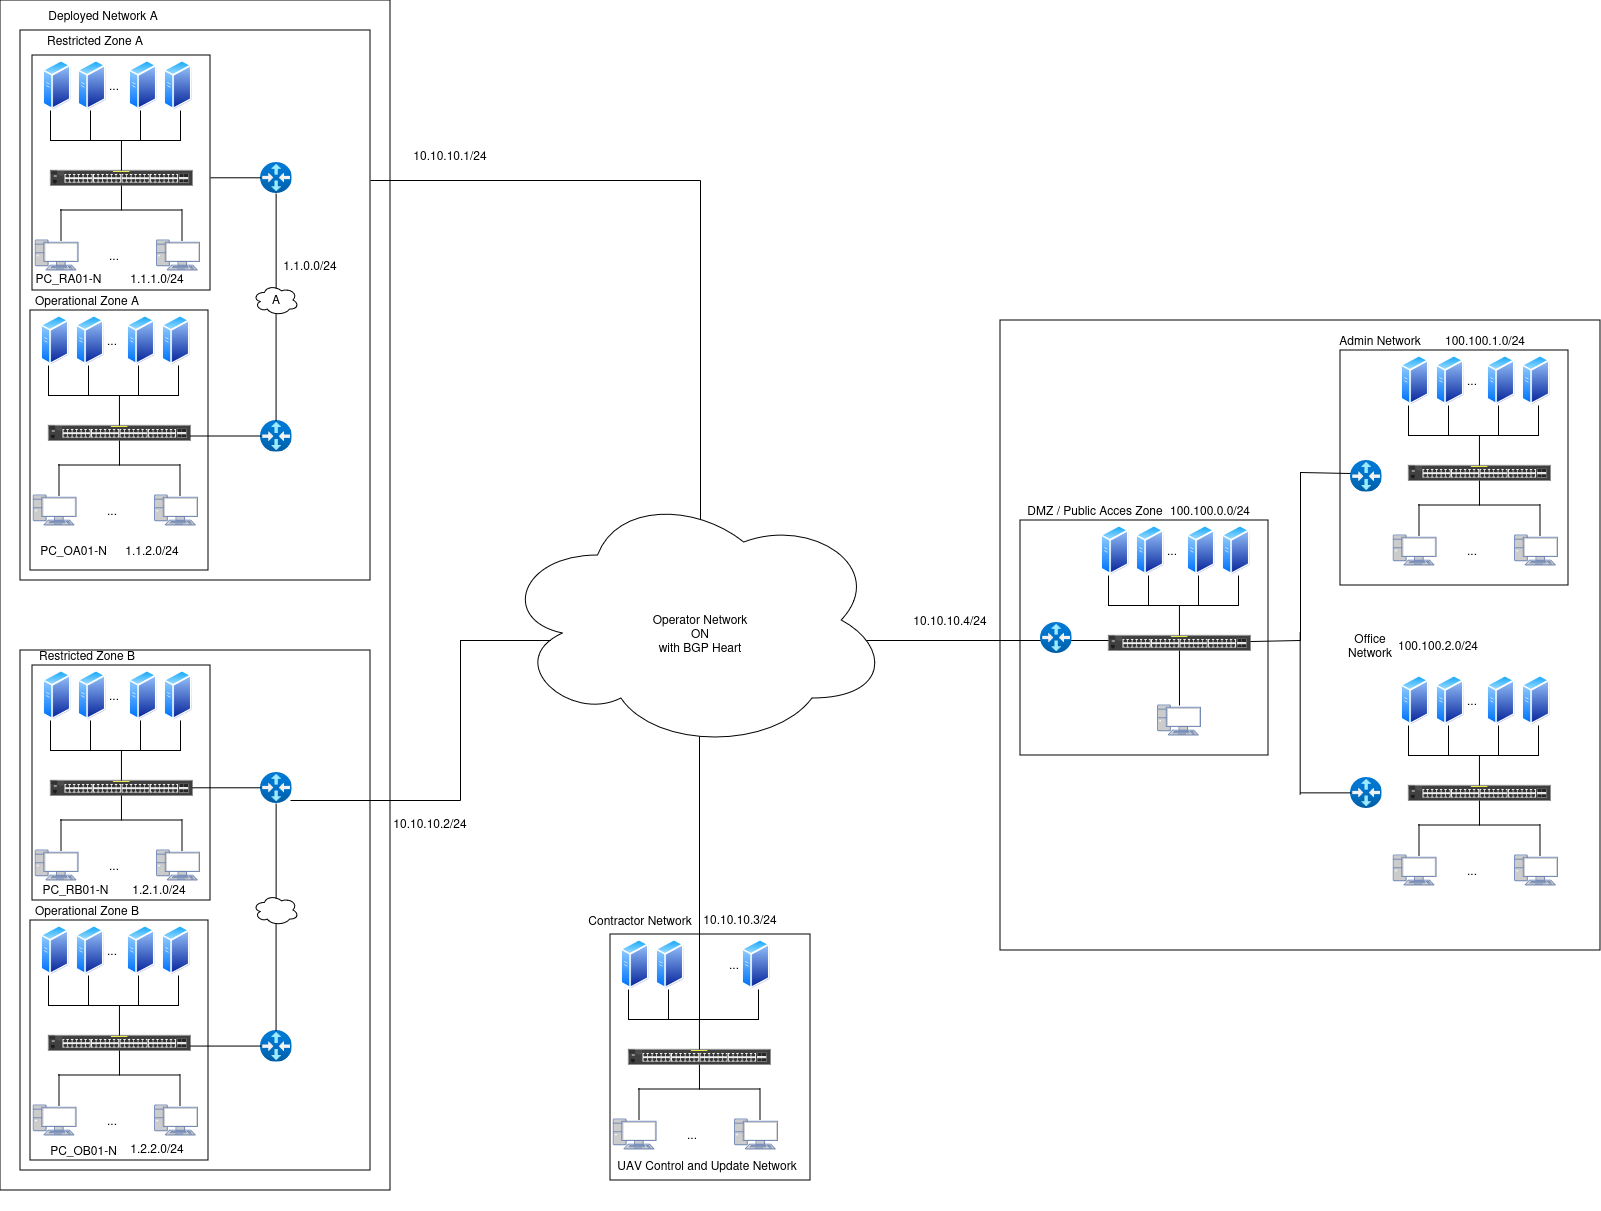 Deployed Network A
Restricted Zone A
...
...
PC_RA01-N 1.1.1.0/24
1.1.0.0/24
A
Operational Zone A
...
...
PC_OA01-N 1.1.2.0/24
10.10.10.1/24
Restricted Zone B
...
...
PC_RB01-N 1.2.1.0/24
Operational Zone B
...
...
PC_OB01-N 1.2.2.0/24
10.10.10.2/24
Operator Network
ON
with BGP Heart
Contractor Network 10.10.10.3/24
...
...
UAV Control and Update Network
10.10.10.4/24
DMZ / Public Acces Zone 100.100.0.0/24
...
Admin Network 100.100.1.0/24
...
...
Office
Network 100.100.2.0/24
...
...